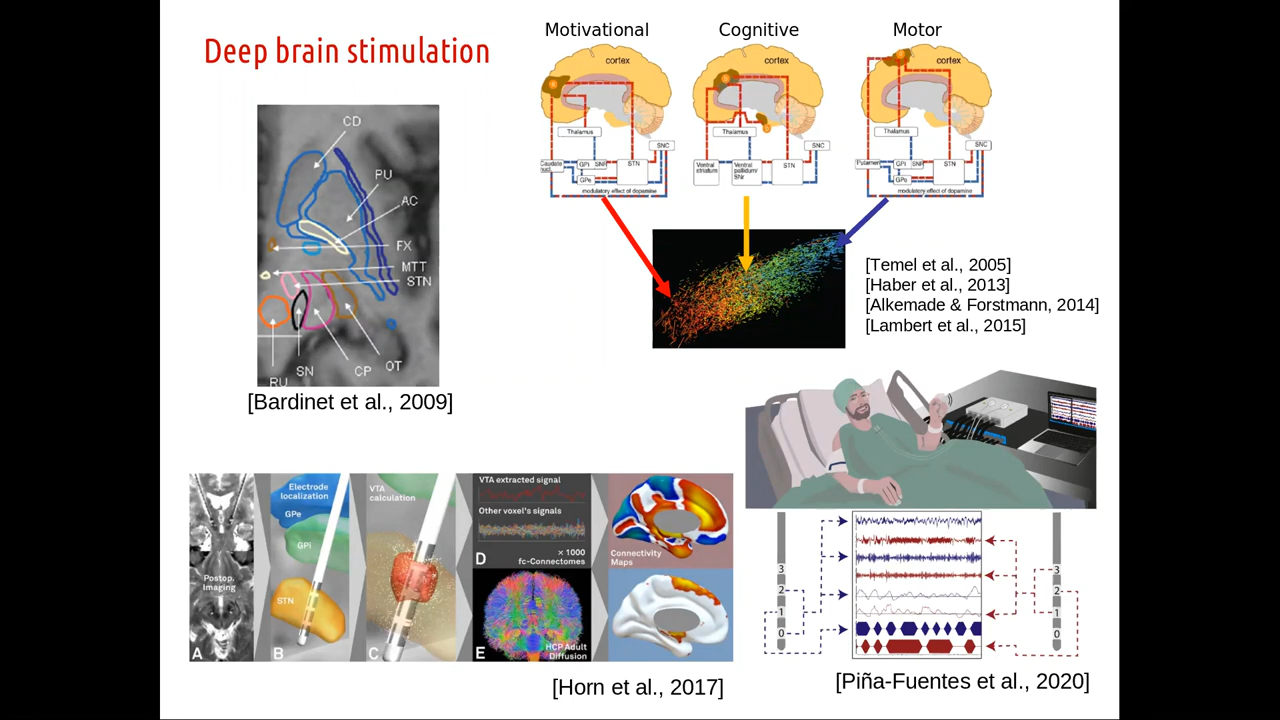 Deep brain stimulation
Motivational
Cognitive
Motor
cortex
Thalamus
SNC
Caudate nucl.
GPi
SNR
STN
GPe
modulatory effect of dopamine
cortex
Thalamus
SNC
Ventral striatum
Ventral pallidum/
SNr
STN
cortex
Thalamus
SNC
Putamen
GPi
SNR
STN
GPe
modulatory effect of dopamine
CD
PU
AC
FX
MTT
STN
RU
SN
CP
OT
[Bardinet et al., 2009]
[Temel et al., 2005]
[Haber et al., 2013]
[Alkemade & Forstmann, 2014]
[Lambert et al., 2015]
Postop.
Imaging
A
Electrode
localization
GPe
GPi
STN
B
VTA
calculation
C
VTA extracted signal
Other voxel's signals
D
× 1000
fc-Connectomes
E
HCP Adult
Diffusion
Connectivity
Maps
[Horn et al., 2017]
3
2
1
0
3
2
1
0
[Piña-Fuentes et al., 2020]